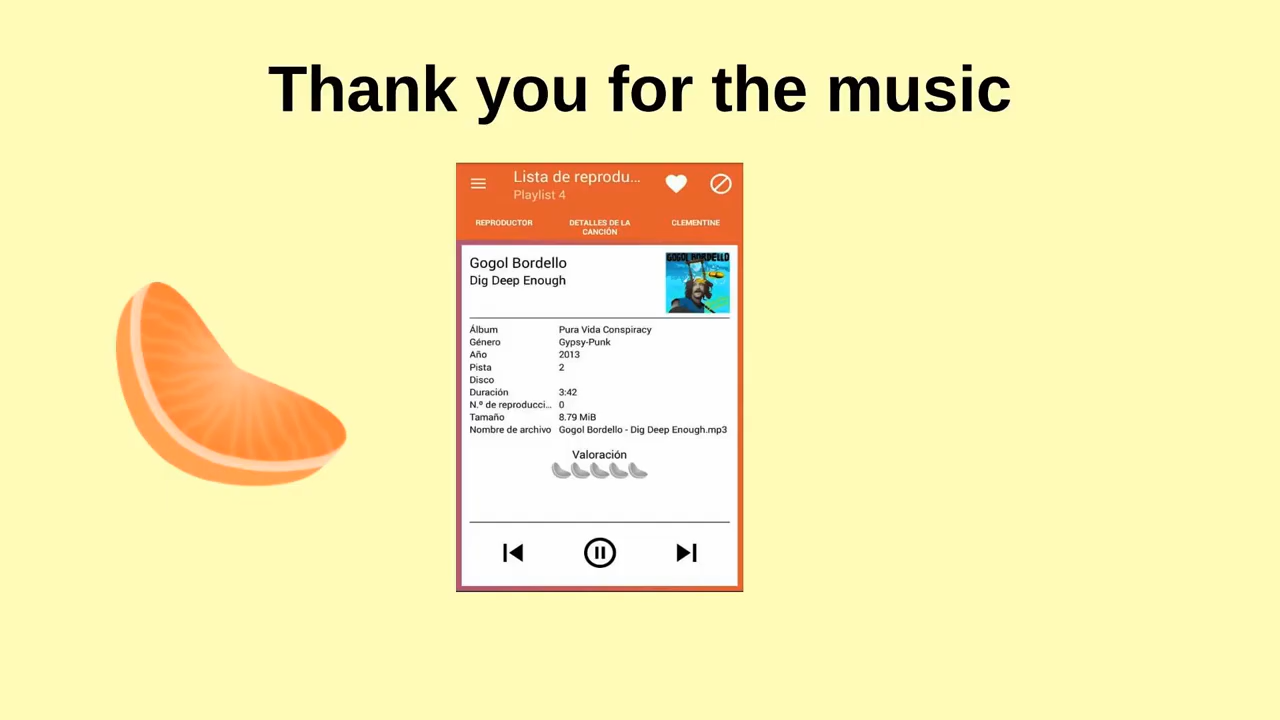 Thank you for the music
Lista de reprodu...
Playlist 4
REPRODUCTOR
DETALLES DE LA
CANCIÓN
CLEMENTINE
Gogol Bordello
Dig Deep Enough
GOGOL BORDELLO
Álbum Pura Vida Conspiracy
Género Gypsy-Punk
Año 2013
Pista 2
Disco
Duración 3:42
N.º de reproducci... 0
Tamaño 8.79 MiB
Nombre de archivo Gogol Bordello - Dig Deep Enough.mp3
Valoración